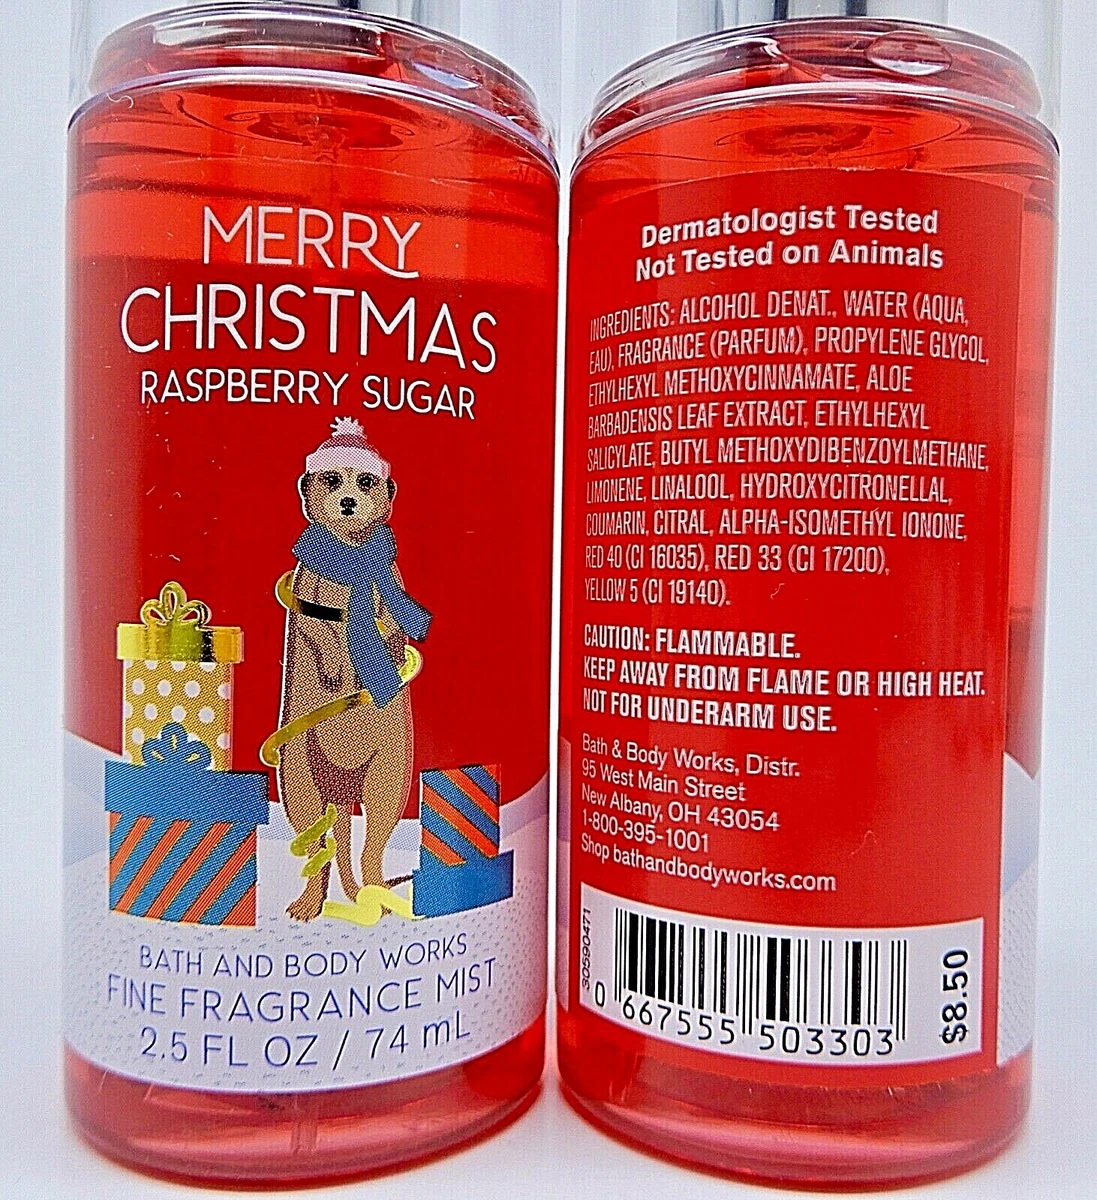 MERRY
CHRISTMAS
RASPBERRY SUGAR
BATH AND BODY WORKS
FINE FRAGRANCE MIST
2.5 FL OZ / 74 mL
Dermatologist Tested
Not Tested on Animals
INGREDIENTS: ALCOHOL DENAT., WATER (AQUA,
EAU), FRAGRANCE (PARFUM), PROPYLENE GLYCOL,
ETHYLHEXYL METHOXYCINNAMATE, ALOE
BARBADENSIS LEAF EXTRACT, ETHYLHEXYL
SALICYLATE, BUTYL METHOXYDIBENZOYLMETHANE,
LIMONENE, LINALOOL, HYDROXYCITRONELLAL,
COUMARIN, CITRAL, ALPHA-ISOMETHYL IONONE,
RED 40 (CI 16035), RED 33 (CI 17200),
YELLOW 5 (CI 19140).
CAUTION: FLAMMABLE.
KEEP AWAY FROM FLAME OR HIGH HEAT.
NOT FOR UNDERARM USE.
Bath & Body Works, Distr.
95 West Main Street
New Albany, OH 43054
1-800-395-1001
Shop bathandbodyworks.com
30590471
0 667555 503303
$8.50